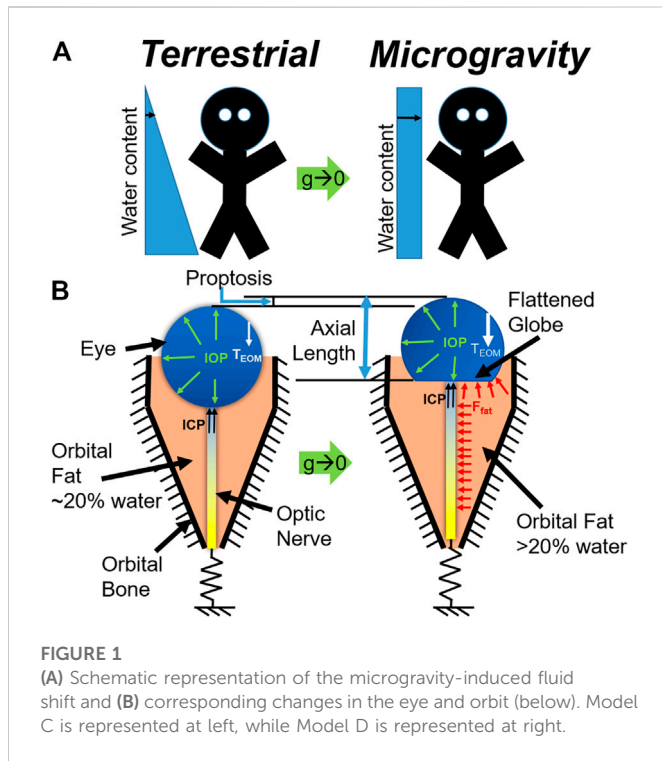 A
Terrestrial
Microgravity
Water content
g→0
Water content
B
Proptosis
Flattened
Globe
Eye
Axial
Length
IOP
TEOM
IOP
TEOM
ICP
ICP
Ffat
Orbital
Fat
~20% water
g→0
Optic
Nerve
Orbital Fat
>20% water
Orbital
Bone
FIGURE 1
(A) Schematic representation of the microgravity-induced fluid
shift and (B) corresponding changes in the eye and orbit (below). Model
C is represented at left, while Model D is represented at right.